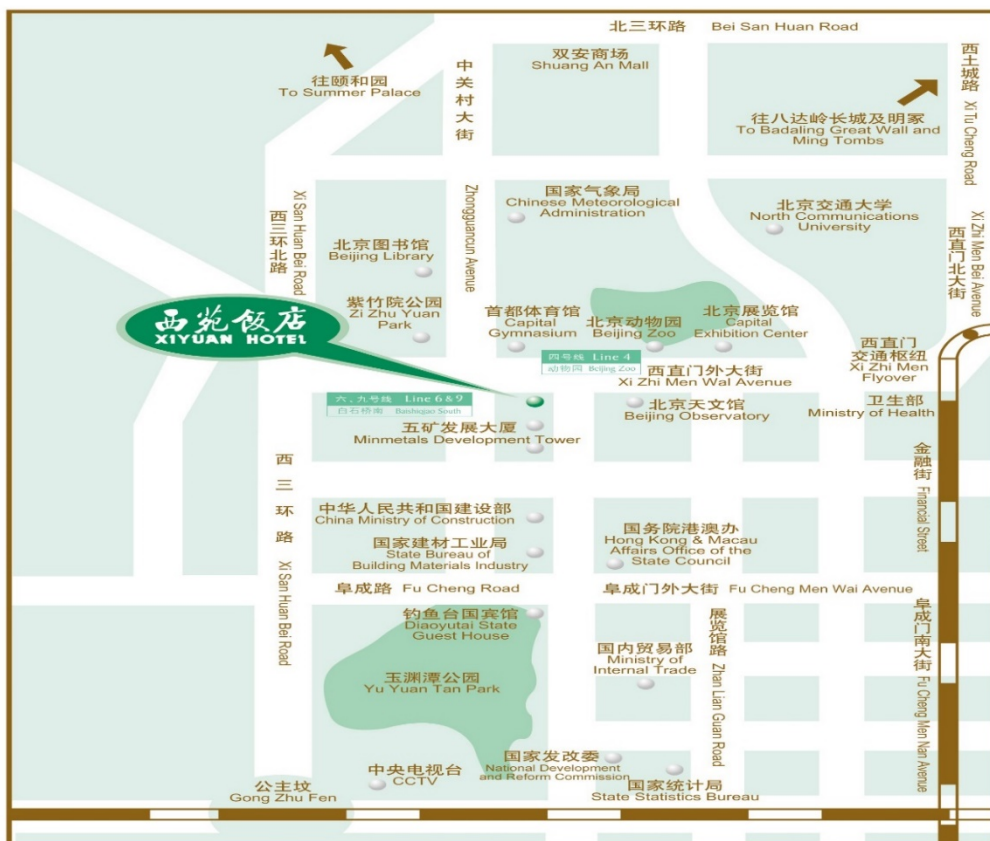 北三环路 Bei San Huan Road
双安商场
Shuang An Mall
往颐和园
To Summer Palace
中关村大街
西土城路 Xi Tu Cheng Road
往八达岭长城及明冢
To Badaling Great Wall and
Ming Tombs
Xi San Huan Bei Road
西三环北路
Zhongguancun Avenue
国家气象局
Chinese Meteorological
Administration
北京交通大学
North Communications
University
Xi Zhi Men Bei Avenue
西直门北大街
北京图书馆
Beijing Library
紫竹院公园
Zi Zhu Yuan
Park
首都体育馆
Capital
Gymnasium
北京动物园
Beijing Zoo
北京展览馆
Capital
Exhibition Center
西苑饭店
XIYUAN HOTEL
四号线 Line 4
动物园 Beijing Zoo
西直门外大街
Xi Zhi Men Wal Avenue
西直门
交通枢纽
Xi Zhi Men
Flyover
六、九号线 Line 6&9
白石桥南 Baishiqiao South
北京天文馆
Beijing Observatory
卫生部
Ministry of Health
五矿发展大厦
Minmetals Development Tower
西三环路 Xi San Huan Bei Road
金融街 Financial Street
中华人民共和国建设部
China Ministry of Construction
国家建材工业局
State Bureau of
Building Materials Industry
国务院港澳办
Hong Kong & Macau
Affairs Office of the
State Council
阜成路 Fu Cheng Road
阜成门外大街 Fu Cheng Men Wai Avenue
钓鱼台国宾馆
Diaoyutai State
Guest House
展览馆路 Zhan Lian Guan Road
阜成门南大街 Fu Cheng Men Nan Avenue
国内贸易部
Ministry of
Internal Trade
玉渊潭公园
Yu Yuan Tan Park
国家发改委
National Development
and Reform Commission
中央电视台
CCTV
国家统计局
State Statistics Bureau
公主坟
Gong Zhu Fen